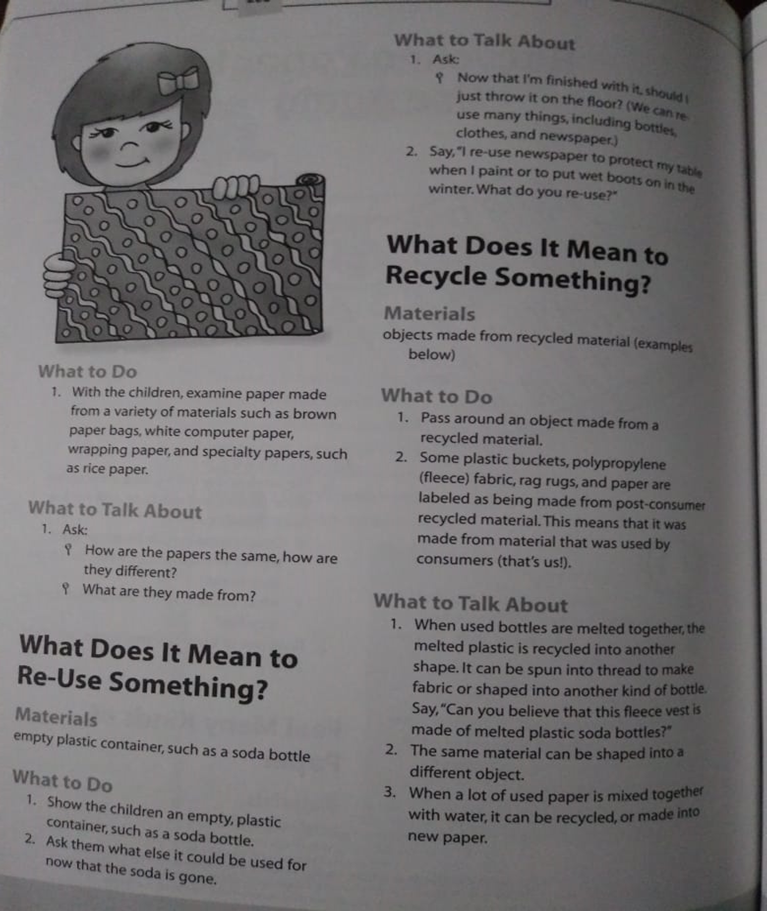 What to Do
1. With the children, examine paper made
from a variety of materials such as brown
paper bags, white computer paper,
wrapping paper, and specialty papers, such
as rice paper.
What to Talk About
1. Ask:
How are the papers the same, how are
they different?
What are they made from?
What Does It Mean to
Re-Use Something?
Materials
empty plastic container, such as a soda bottle
What to Do
1. Show the children an empty, plastic
container, such as a soda bottle.
2. Ask them what else it could be used for
now that the soda is gone.
What to Talk About
1. Ask:
Now that I'm finished with it, should I
just throw it on the floor? (We can re-
use many things, including bottles,
clothes, and newspaper.)
2. Say, "I re-use newspaper to protect my table
when I paint or to put wet boots on in the
winter. What do you re-use?"
What Does It Mean to
Recycle Something?
Materials
objects made from recycled material (examples
below)
What to Do
1. Pass around an object made from a
recycled material.
2. Some plastic buckets, polypropylene
(fleece) fabric, rag rugs, and paper are
labeled as being made from post-consumer
recycled material. This means that it was
made from material that was used by
consumers (that's us!).
What to Talk About
1. When used bottles are melted together, the
melted plastic is recycled into another
shape. It can be spun into thread to make
fabric or shaped into another kind of bottle.
Say, "Can you believe that this fleece vest is
made of melted plastic soda bottles?"
2. The same material can be shaped into a
different object.
3. When a lot of used paper is mixed together
with water, it can be recycled, or made into
new paper.